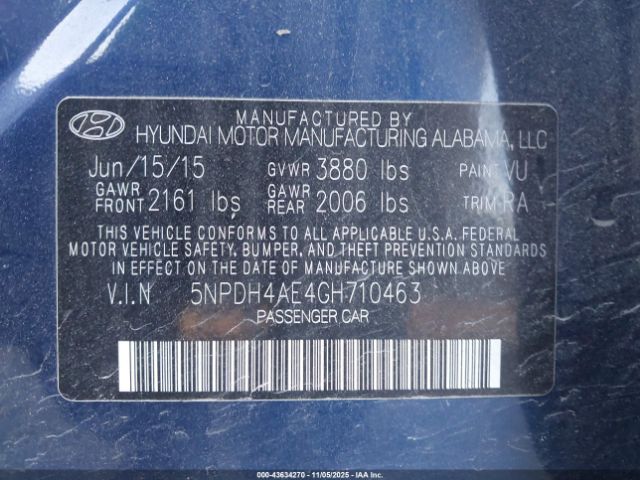 MANUFACTURED BY
HYUNDAI MOTOR MANUFACTURING ALABAMA, LLC
Jun/15/15 GVWR 3880 lbs PAINT VU
GAWR FRONT 2161 lbs GAWR REAR 2006 lbs TRIM RA
THIS VEHICLE CONFORMS TO ALL APPLICABLE U.S.A. FEDERAL
MOTOR VEHICLE SAFETY, BUMPER, AND THEFT PREVENTION STANDARDS
IN EFFECT ON THE DATE OF MANUFACTURE SHOWN ABOVE
V.I.N 5NPDH4AE4GH710463
PASSENGER CAR
000-43634270 - 11/05/2025 - IAA, Inc.